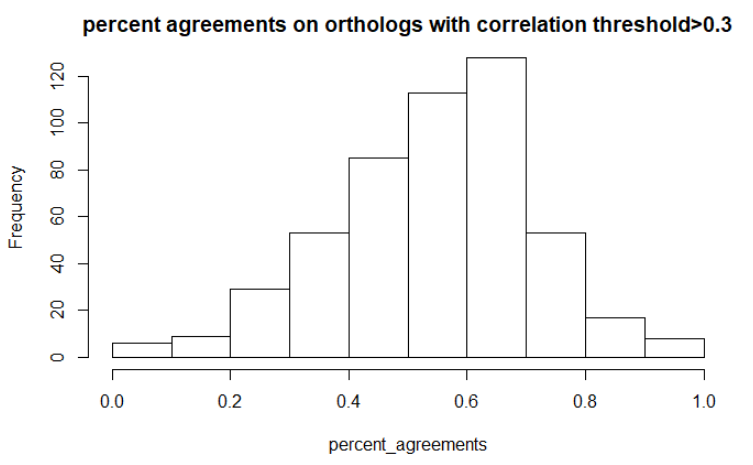 percent agreements on orthologs with correlation threshold>0.3
Frequency
120
100
80
60
40
20
0
0.0 0.2 0.4 0.6 0.8 1.0
percent_agreements